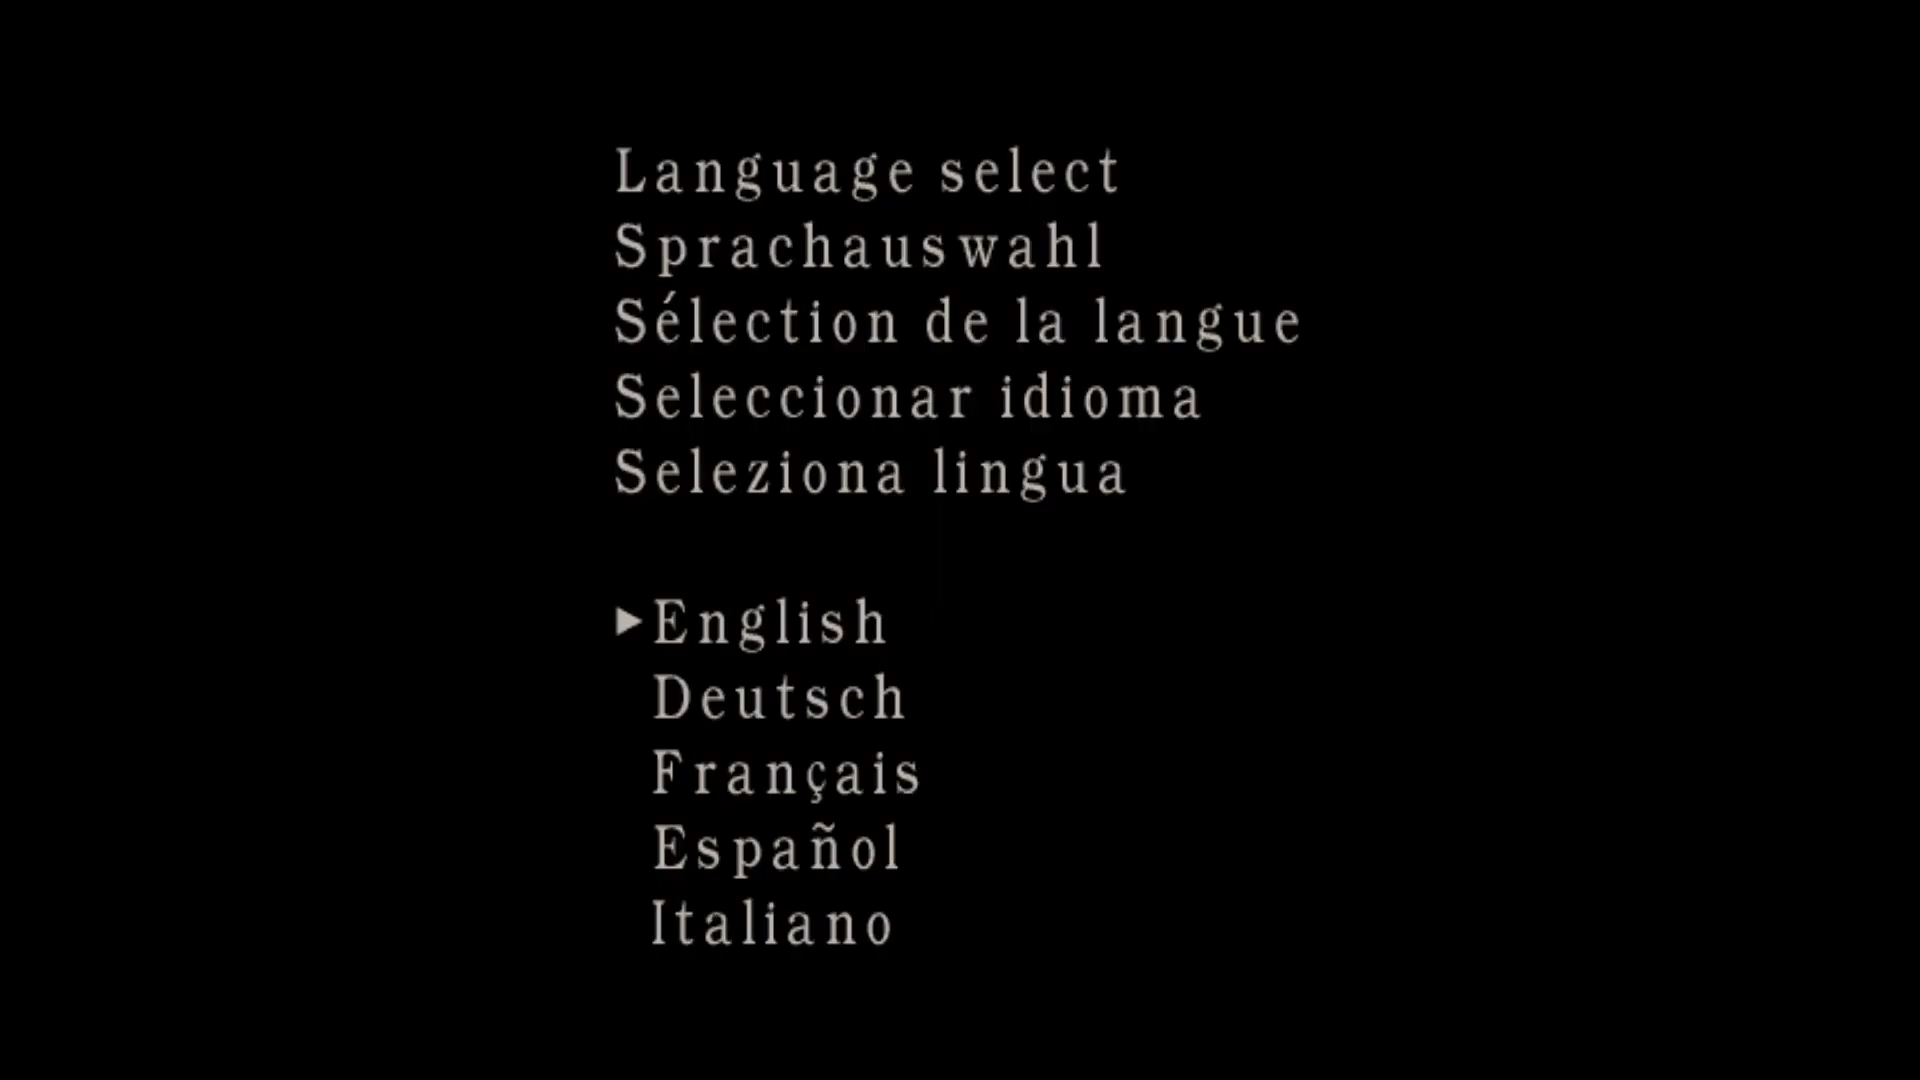 Language select
Sprachauswahl
Sélection de la langue
Seleccionar idioma
Seleziona lingua
▶English
Deutsch
Français
Español
Italiano